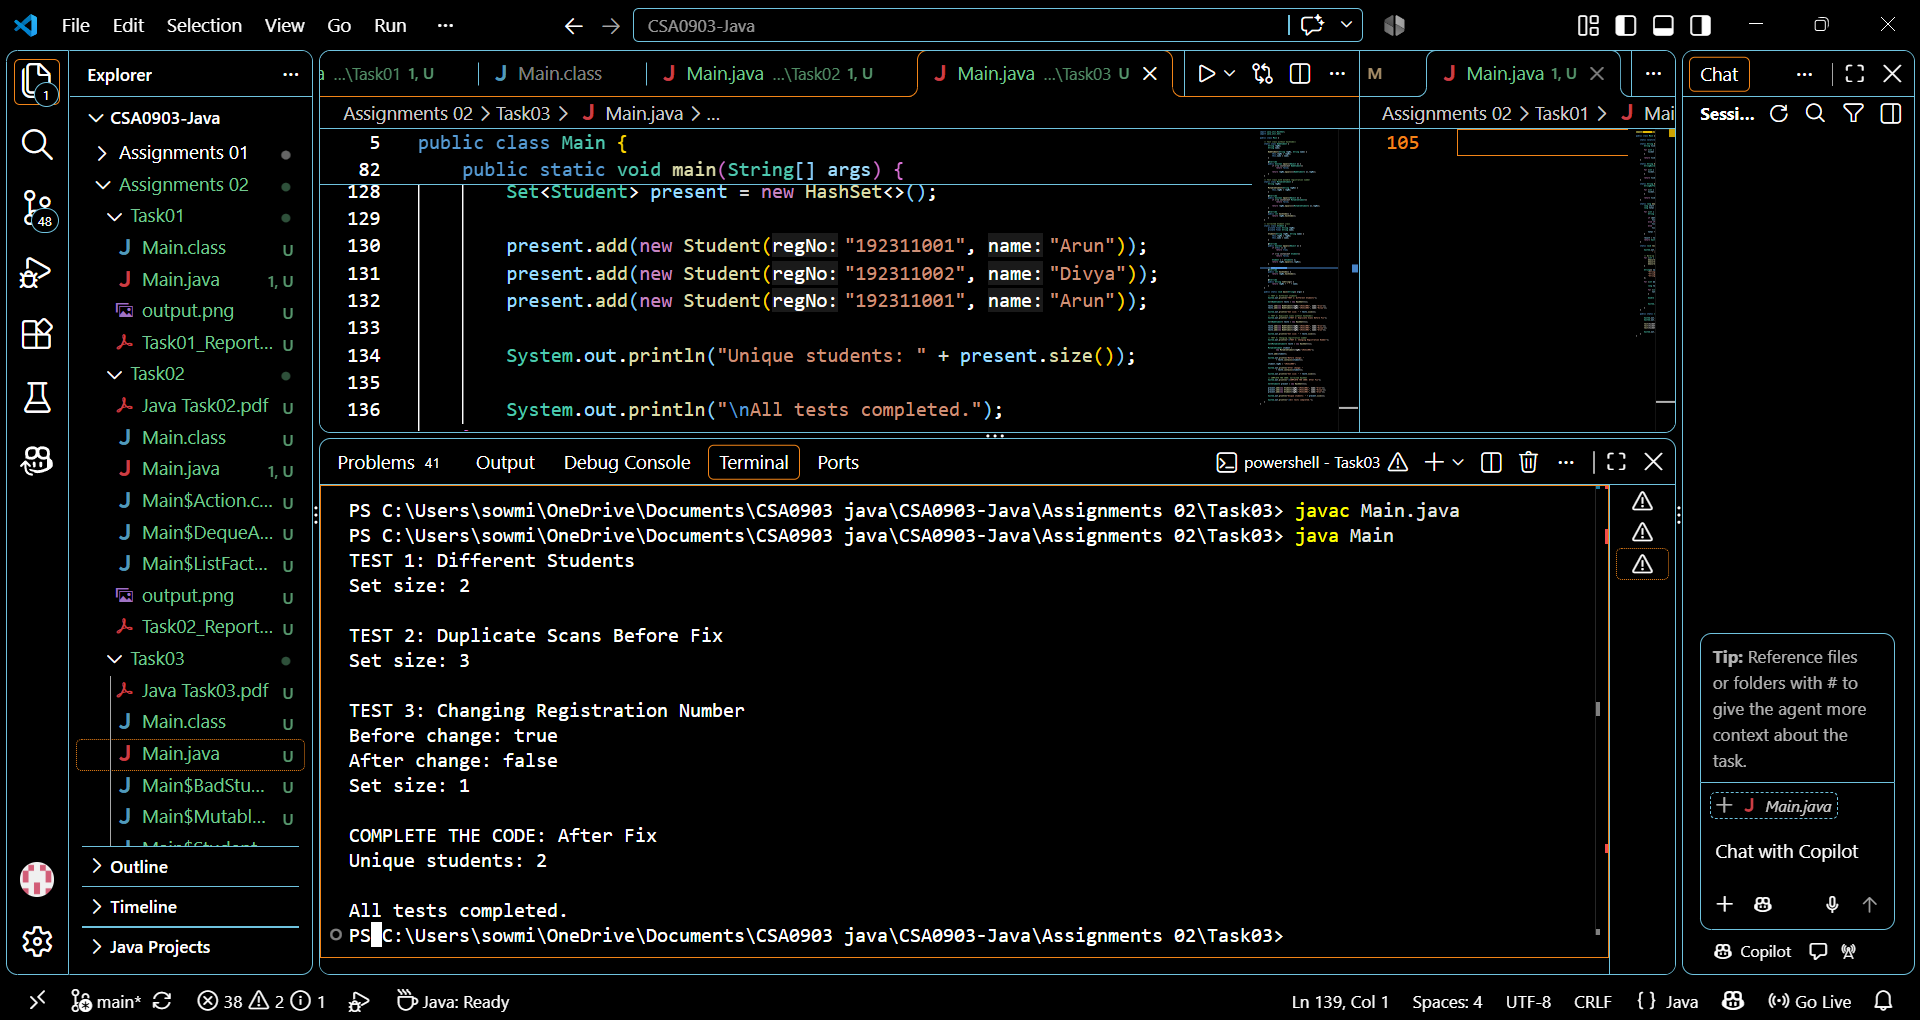 File Edit Selection View Go Run ...
CSA0903-Java
Explorer
1
48
CSA0903-Java
Assignments 01
Assignments 02
Task01
Main.class U
Main.java 1, U
output.png U
Task01_Report... U
Task02
Java Task02.pdf U
Main.class U
Main.java 1, U
Main$Action.c... U
Main$DequeA... U
Main$ListFact... U
output.png U
Task02_Report... U
Task03
Java Task03.pdf U
Main.class U
Main.java U
Main$BadStu... U
Main$Mutabl... U
Outline
Timeline
Java Projects
a ...\Task01 1, U
Main.class
Main.java ...\Task02 1, U
Main.java ...\Task03 U
Assignments 02 > Task03 > Main.java > ...
5 public class Main {
82 public static void main(String[] args) {
128 Set<Student> present = new HashSet<>();
129
130 present.add(new Student(regNo: "192311001", name: "Arun"));
131 present.add(new Student(regNo: "192311002", name: "Divya"));
132 present.add(new Student(regNo: "192311001", name: "Arun"));
133
134 System.out.println("Unique students: " + present.size());
135
136 System.out.println("\nAll tests completed.");
M
Main.java 1, U
Assignments 02 > Task01 > Mai
105
Problems 41 Output Debug Console Terminal Ports
powershell - Task03
PS C:\Users\sowmi\OneDrive\Documents\CSA0903 java\CSA0903-Java\Assignments 02\Task03> javac Main.java
PS C:\Users\sowmi\OneDrive\Documents\CSA0903 java\CSA0903-Java\Assignments 02\Task03> java Main
TEST 1: Different Students
Set size: 2
TEST 2: Duplicate Scans Before Fix
Set size: 3
TEST 3: Changing Registration Number
Before change: true
After change: false
Set size: 1
COMPLETE THE CODE: After Fix
Unique students: 2
All tests completed.
PS C:\Users\sowmi\OneDrive\Documents\CSA0903 java\CSA0903-Java\Assignments 02\Task03>
Chat
Sessi...
Tip: Reference files
or folders with # to
give the agent more
context about the
task.
Main.java
Chat with Copilot
Copilot
main* 38 2 1 Java: Ready
Ln 139, Col 1 Spaces: 4 UTF-8 CRLF {} Java Go Live